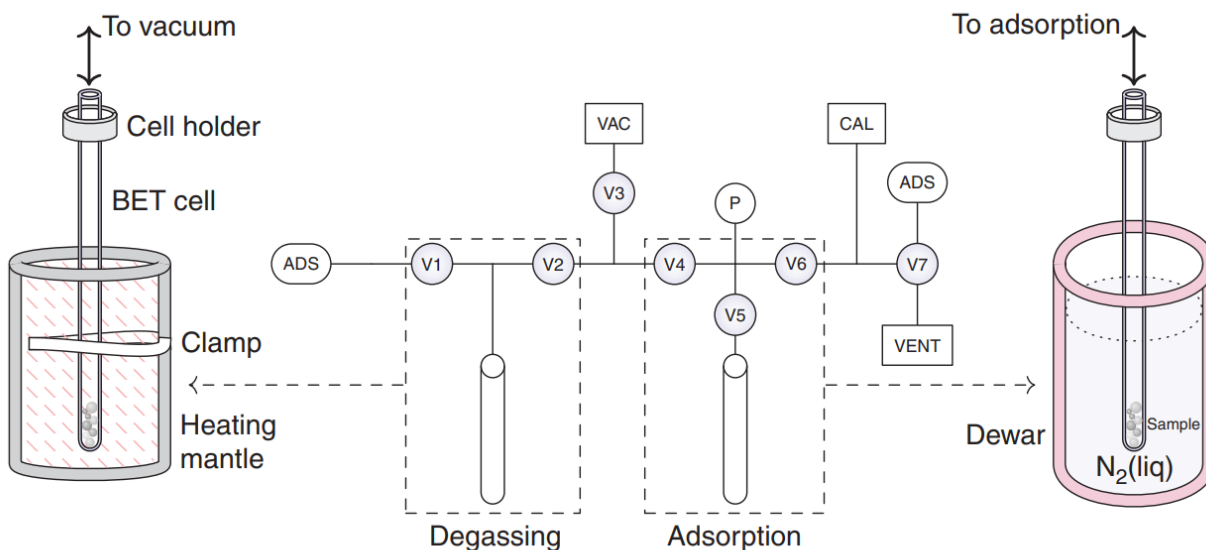 To vacuum
Cell holder
BET cell
Clamp
Heating
mantle
VAC
V3
ADS
V1
V2
Degassing
P
V4
V6
V5
Adsorption
CAL
ADS
V7
VENT
To adsorption
Dewar
Sample
N₂(liq)